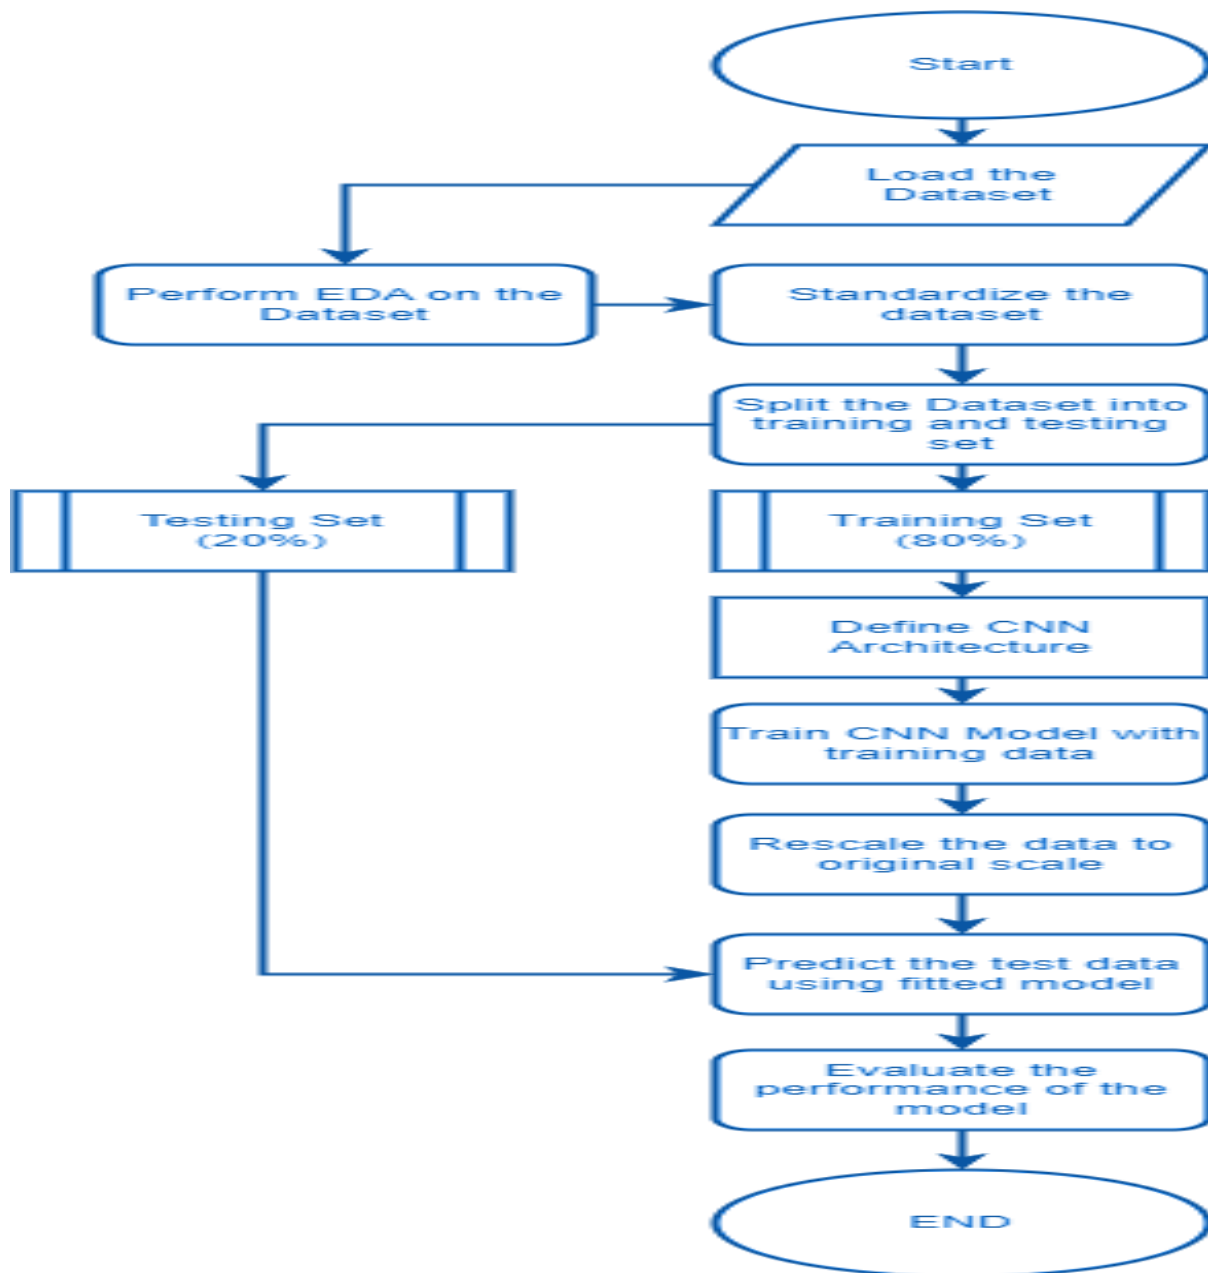 Start
Load the
Dataset
Perform EDA on the
Dataset
Standardize the
dataset
Split the Dataset into
training and testing
set
Testing Set
(20%)
Training Set
(80%)
Define CNN
Architecture
Train CNN Model with
training data
Rescale the data to
original scale
Predict the test data
using fitted model
Evaluate the
performance of the
model
END